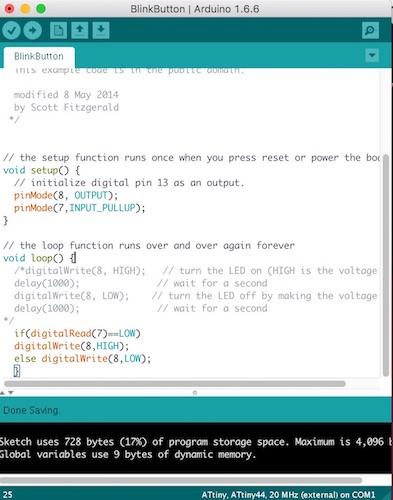 BlinkButton | Arduino 1.6.6
BlinkButton
This example code is in the public domain.
modified 8 May 2014
by Scott Fitzgerald
*/
// the setup function runs once when you press reset or power the boa
void setup() {
// initialize digital pin 13 as an output.
pinMode(8, OUTPUT);
pinMode(7,INPUT_PULLUP);
}
// the loop function runs over and over again forever
void loop() {
/*digitalWrite(8, HIGH);   // turn the LED on (HIGH is the voltage
delay(1000);              // wait for a second
digitalWrite(8, LOW);    // turn the LED off by making the voltage
delay(1000);              // wait for a second
*/
if(digitalRead(7)==LOW)
digitalWrite(8,HIGH);
else digitalWrite(8,LOW);
}
Done Saving.
Sketch uses 728 bytes (17%) of program storage space. Maximum is 4,096 b
Global variables use 9 bytes of dynamic memory.
25
ATtiny, ATtiny44, 20 MHz (external) on COM1